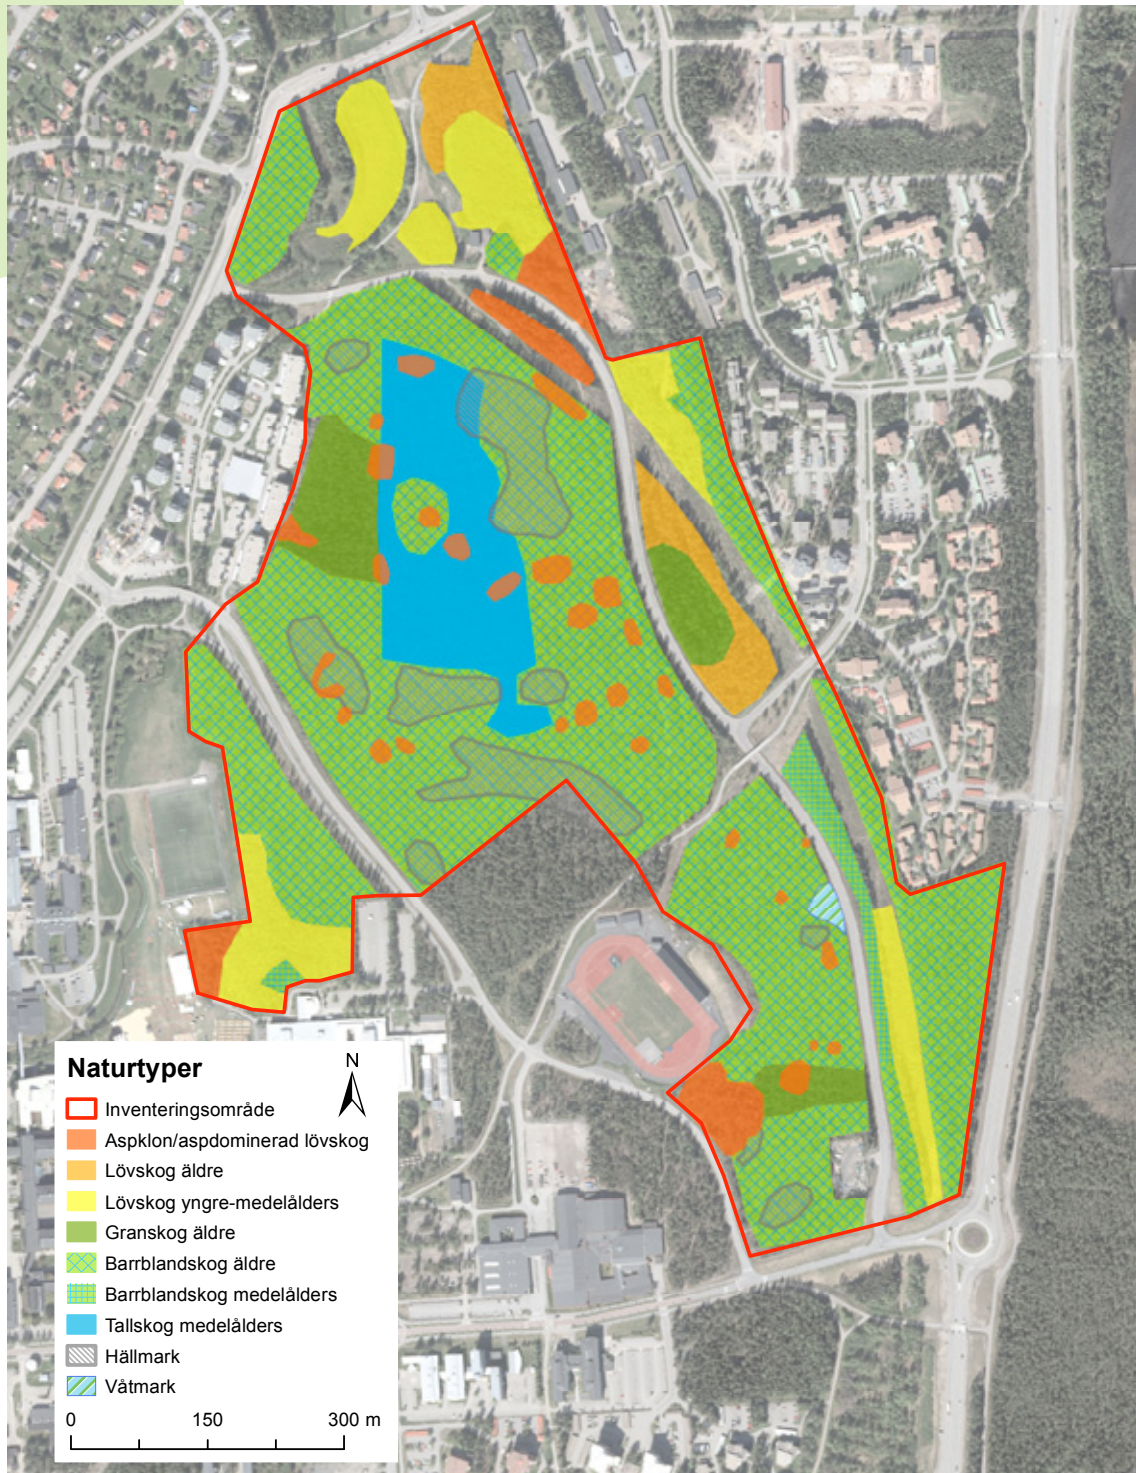 Naturtyper
N
Inventeringsområde
Aspklon/aspdominerad lövskog
Lövskog äldre
Lövskog yngre-medelålders
Granskog äldre
Barrblandskog äldre
Barrblandskog medelålders
Tallskog medelålders
Hällmark
Våtmark
0 150 300 m